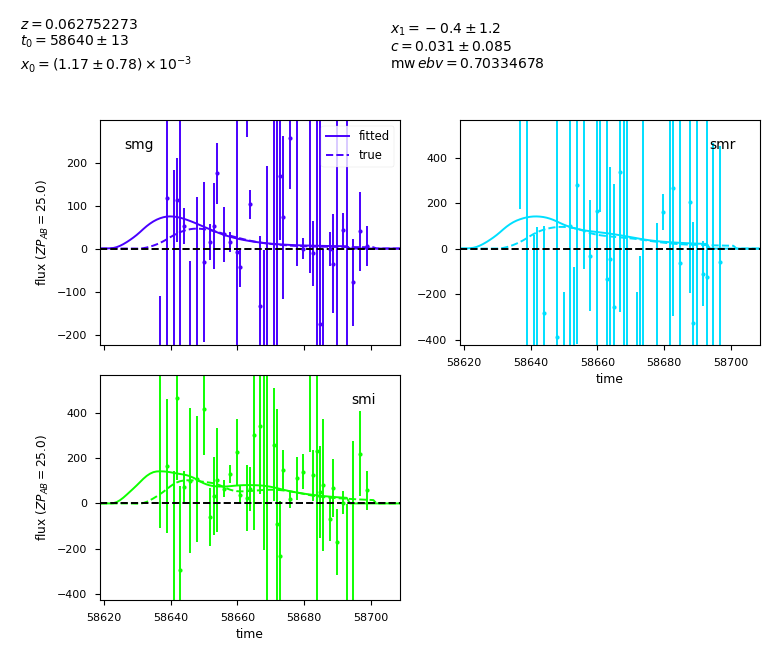 z = 0.062752273
t₀ = 58640 ± 13
x₀ = (1.17 ± 0.78) × 10⁻³
x₁ = − 0.4 ± 1.2
c = 0.031 ± 0.085
mw ebv = 0.70334678
smg
fitted
true
200
100
0
−100
−200
flux (ZP_AB = 25.0)
smr
400
200
0
−200
−400
58620 58640 58660 58680 58700
time
smi
400
200
0
−200
−400
flux (ZP_AB = 25.0)
58620 58640 58660 58680 58700
time